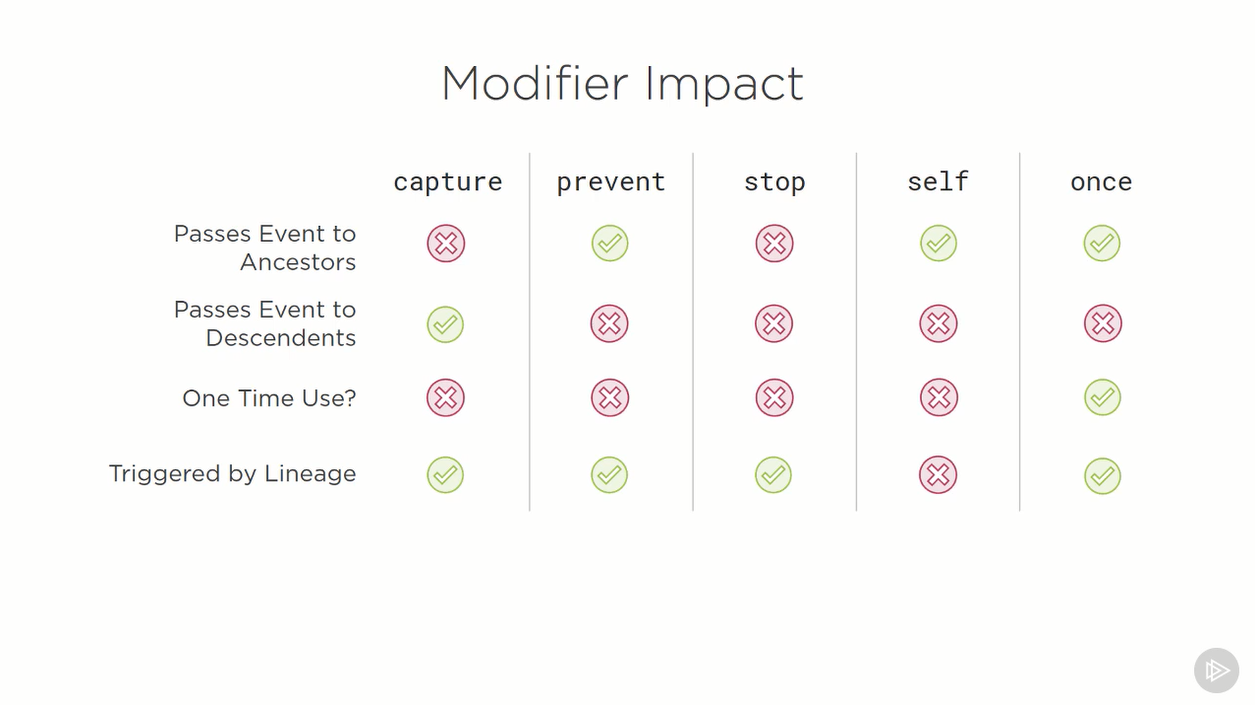 Modifier Impact
capture prevent stop self once
Passes Event to
Ancestors
Passes Event to
Descendents
One Time Use?
Triggered by Lineage